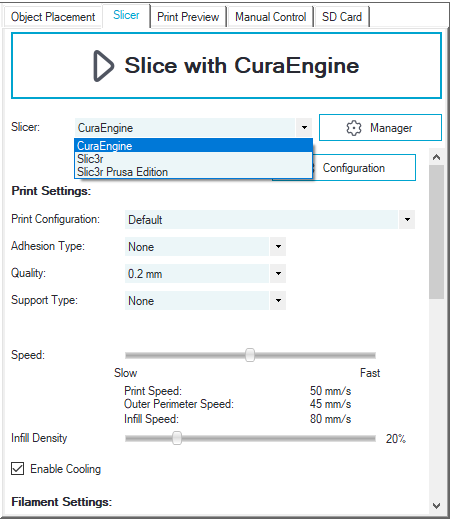 Object Placement Slicer Print Preview Manual Control SD Card
Slice with CuraEngine
Slicer: CuraEngine Manager
CuraEngine
Slic3r
Slic3r Prusa Edition
Configuration
Print Settings:
Print Configuration: Default
Adhesion Type: None
Quality: 0.2 mm
Support Type: None
Speed:
Slow Fast
Print Speed: 50 mm/s
Outer Perimeter Speed: 45 mm/s
Infill Speed: 80 mm/s
Infill Density 20%
Enable Cooling
Filament Settings: